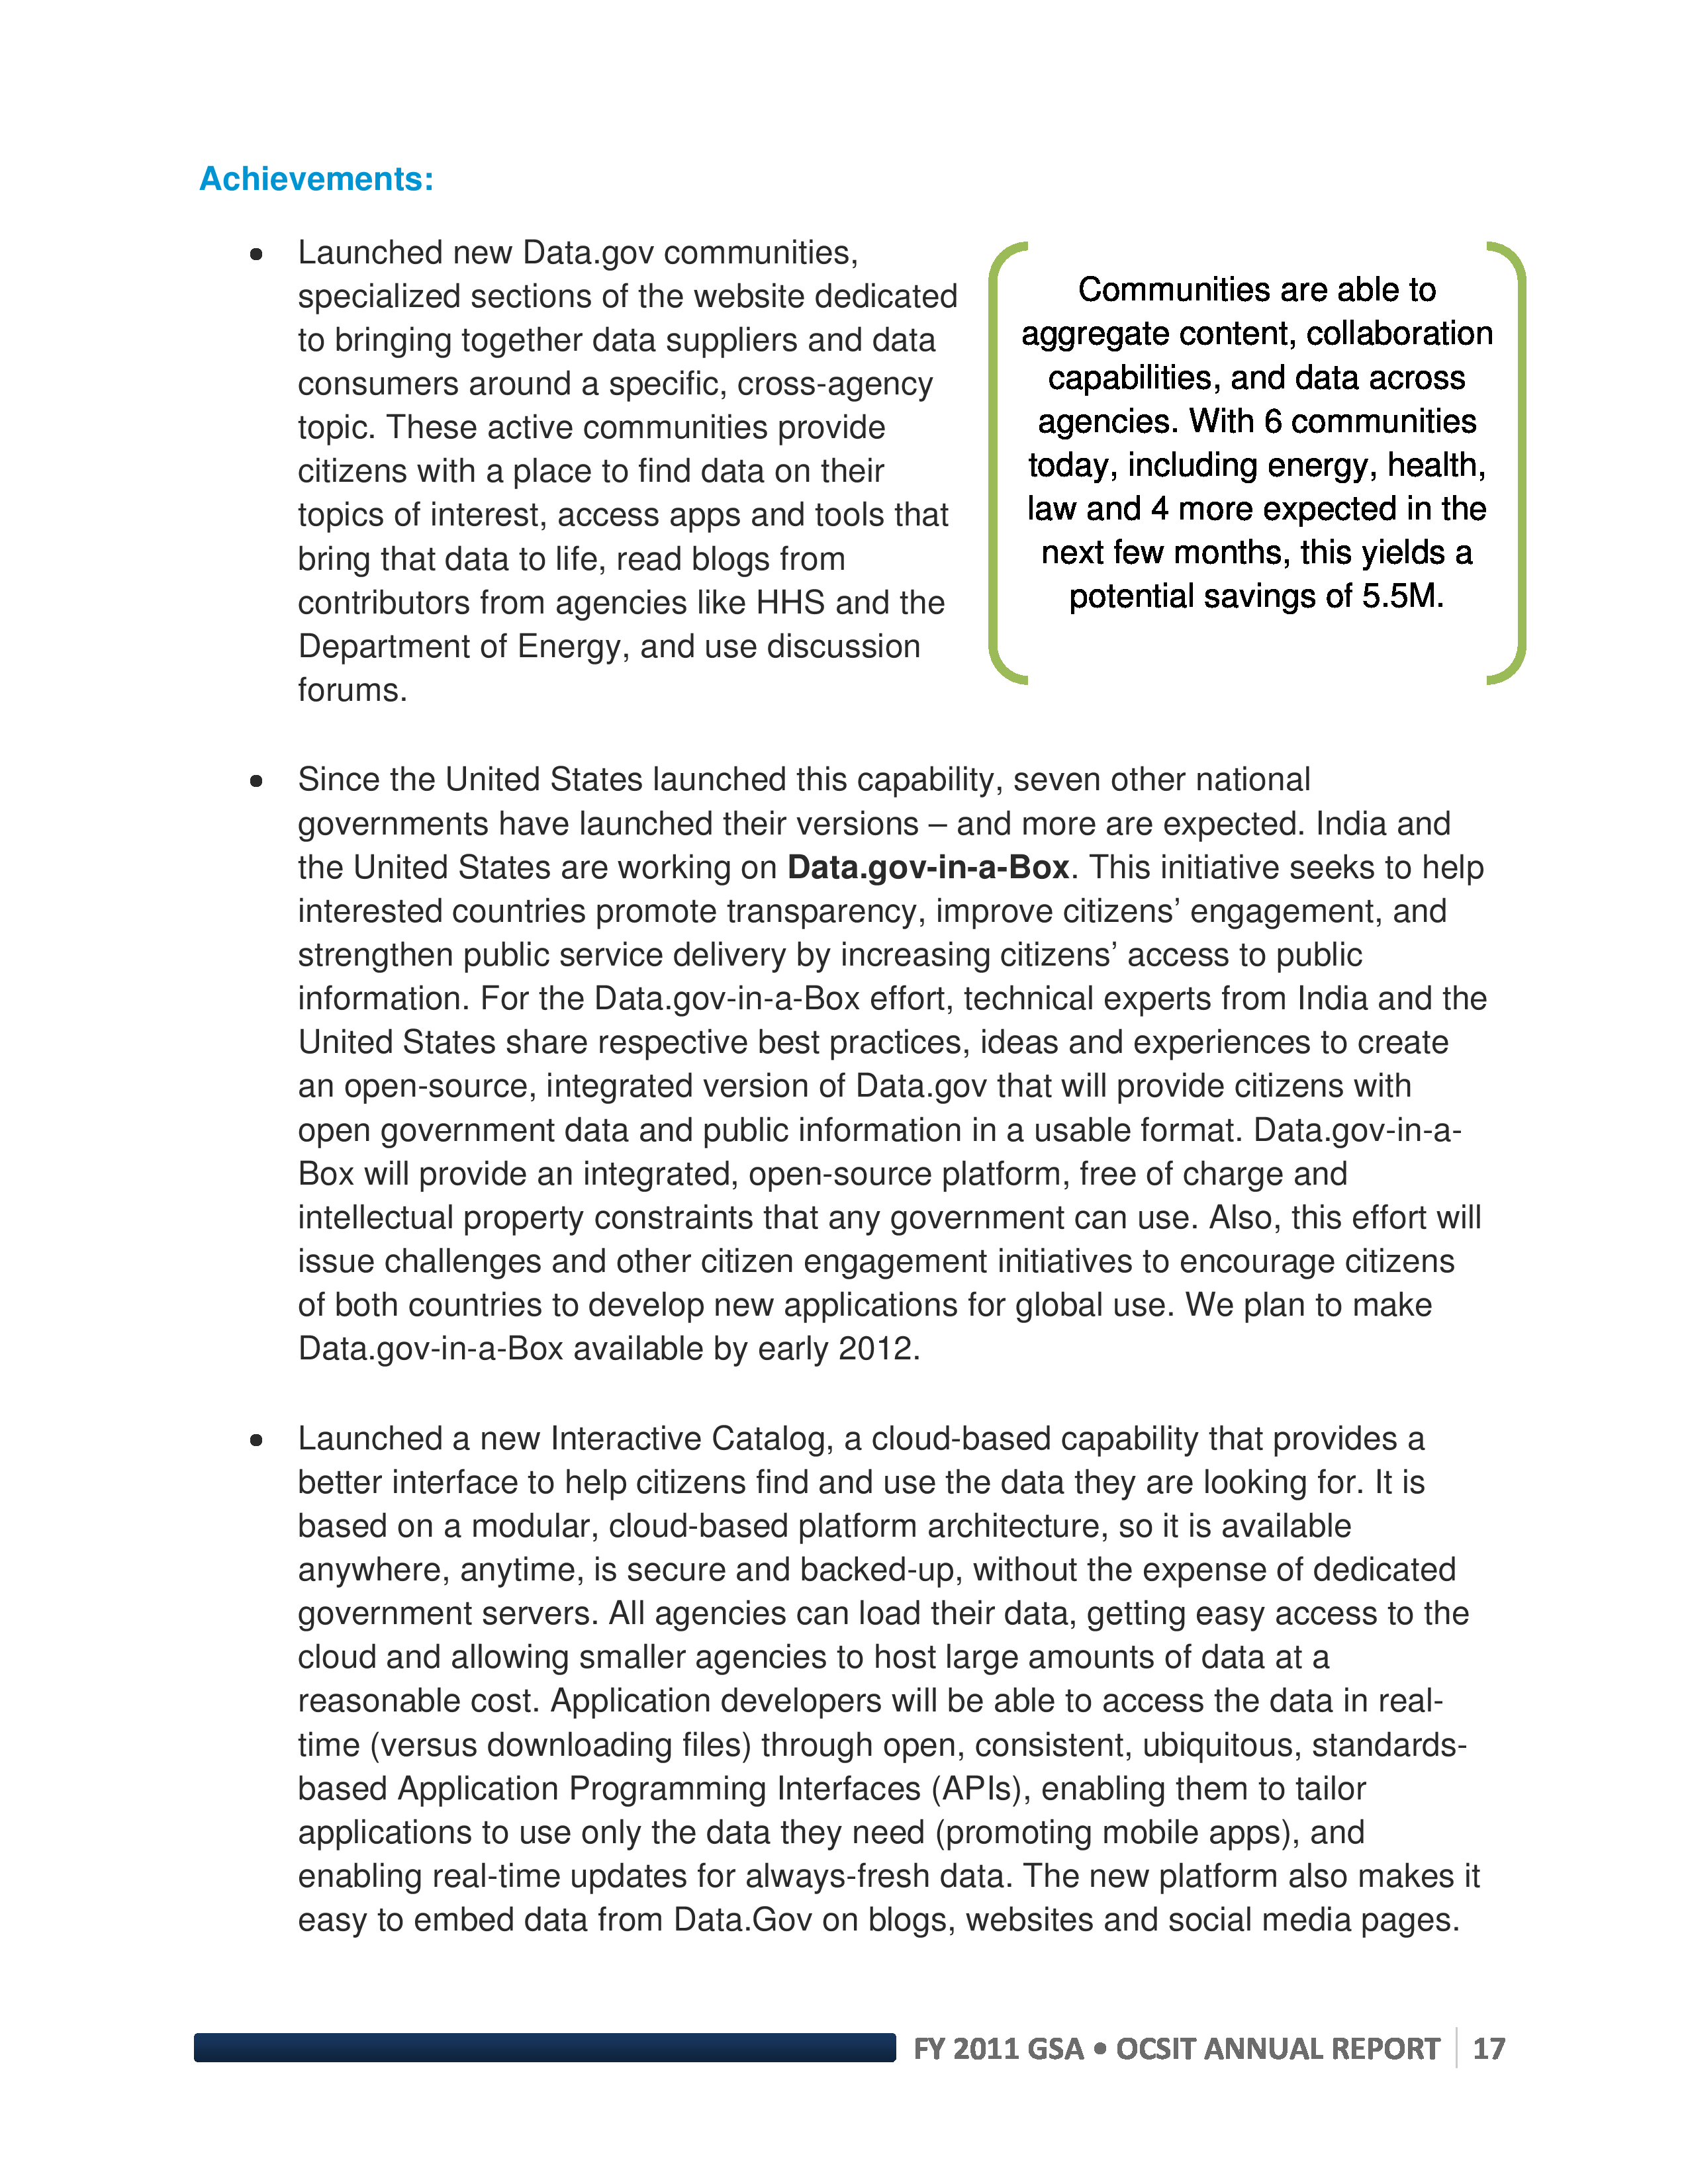 Achievements:
Launched new Data.gov communities,
specialized sections of the website dedicated
to bringing together data suppliers and data
consumers around a specific, cross-agency
topic. These active communities provide
citizens with a place to find data on their
topics of interest, access apps and tools that
bring that data to life, read blogs from
contributors from agencies like HHS and the
Department of Energy, and use discussion
forums.
Communities are able to
aggregate content, collaboration
capabilities, and data across
agencies. With 6 communities
today, including energy, health,
law and 4 more expected in the
next few months, this yields a
potential savings of 5.5M.
Since the United States launched this capability, seven other national
governments have launched their versions – and more are expected. India and
the United States are working on Data.gov-in-a-Box. This initiative seeks to help
interested countries promote transparency, improve citizens’ engagement, and
strengthen public service delivery by increasing citizens’ access to public
information. For the Data.gov-in-a-Box effort, technical experts from India and the
United States share respective best practices, ideas and experiences to create
an open-source, integrated version of Data.gov that will provide citizens with
open government data and public information in a usable format. Data.gov-in-a-
Box will provide an integrated, open-source platform, free of charge and
intellectual property constraints that any government can use. Also, this effort will
issue challenges and other citizen engagement initiatives to encourage citizens
of both countries to develop new applications for global use. We plan to make
Data.gov-in-a-Box available by early 2012.
Launched a new Interactive Catalog, a cloud-based capability that provides a
better interface to help citizens find and use the data they are looking for. It is
based on a modular, cloud-based platform architecture, so it is available
anywhere, anytime, is secure and backed-up, without the expense of dedicated
government servers. All agencies can load their data, getting easy access to the
cloud and allowing smaller agencies to host large amounts of data at a
reasonable cost. Application developers will be able to access the data in real-
time (versus downloading files) through open, consistent, ubiquitous, standards-
based Application Programming Interfaces (APIs), enabling them to tailor
applications to use only the data they need (promoting mobile apps), and
enabling real-time updates for always-fresh data. The new platform also makes it
easy to embed data from Data.Gov on blogs, websites and social media pages.
FY 2011 GSA • OCSIT ANNUAL REPORT 17